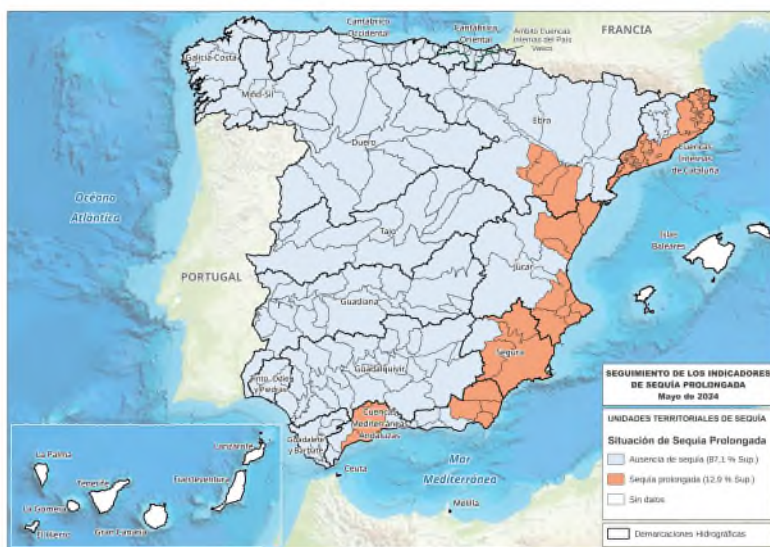 Cantábrico
Occidental
Cantábrico
Oriental
Ámbito Cuencas
Internas del País
Vasco
FRANCIA
Galicia-Costa
Miño-Sil
Ebro
Duero
Cuencas
Internas
de Cataluña
Océano
Atlántico
Tajo
Islas
Baleares
PORTUGAL
Júcar
Guadiana
Segura
Guadalquivir
Tinto, Odiel
y Piedras
Cuencas
Mediterráneas
Andaluzas
Guadalete
y Barbate
Ceuta
Mar
Mediterráneo
Melilla
La Palma
Lanzarote
Tenerife
Fuerteventura
La Gomera
El Hierro
Gran Canaria
SEGUIMIENTO DE LOS INDICADORES
DE SEQUÍA PROLONGADA
Mayo de 2024
UNIDADES TERRITORIALES DE SEQUÍA
Situación de Sequía Prolongada
Ausencia de sequía (87,1 % Sup.)
Sequía prolongada (12,9 % Sup.)
Sin datos
Demarcaciones Hidrográficas